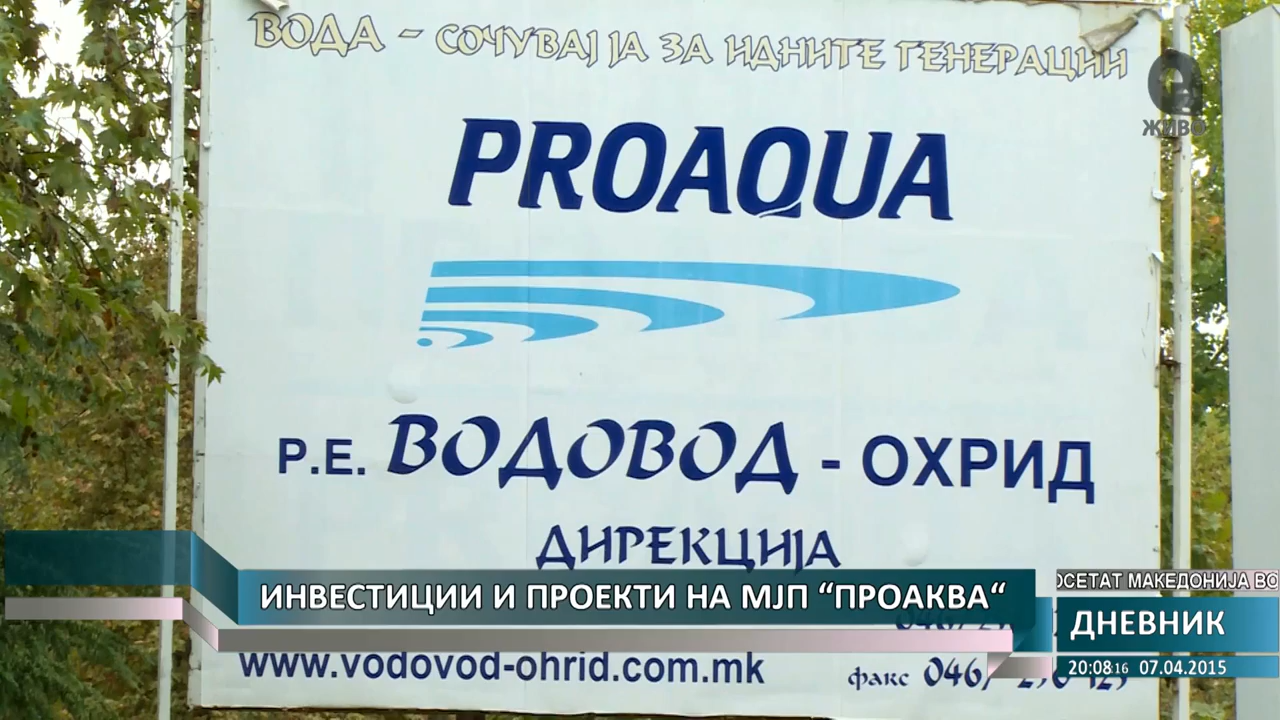 ВОДА - СОЧУВАЈ ЈА ЗА ИДНИТЕ ГЕНЕРАЦИИ
ЖИВО
PROAQUA
Р.Е. ВОДОВОД - ОХРИД
ДИРЕКЦИЈА
ИНВЕСТИЦИИ И ПРОЕКТИ НА МЈП “ПРОАКВА“
МАКЕДОНИЈА
ДНЕВНИК
20:08:16 07.04.2015
www.vodovod-ohrid.com.mk
факс